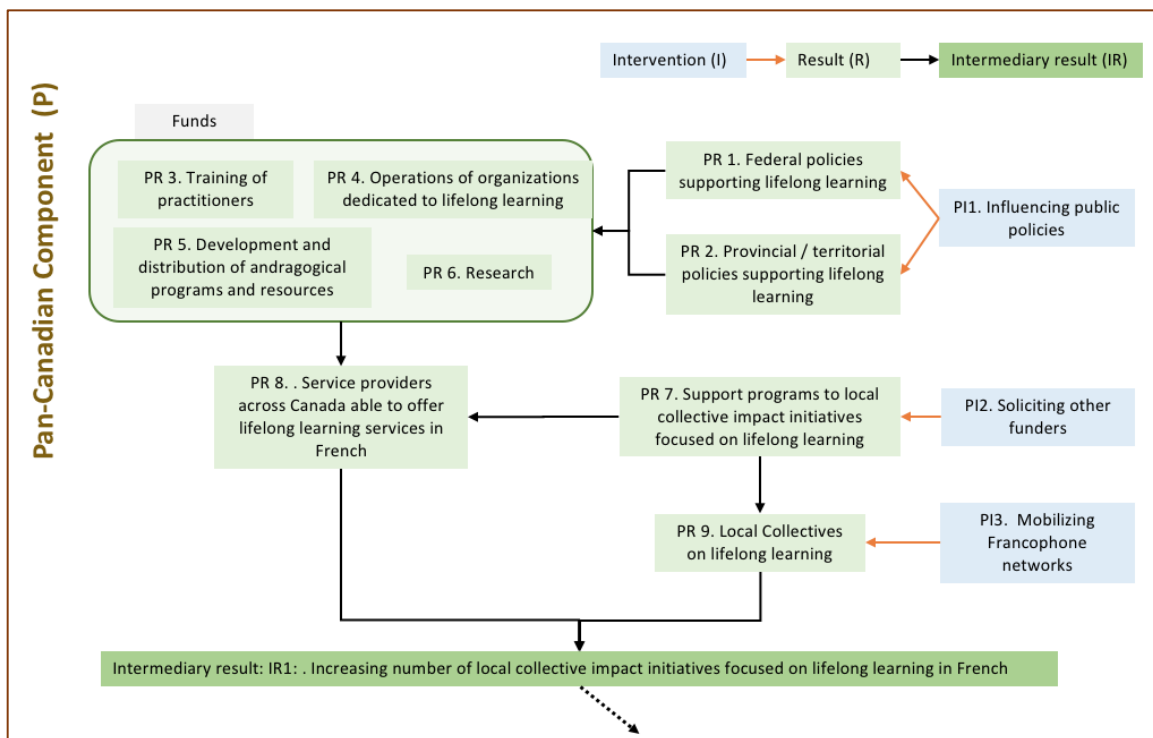 Pan-Canadian Component (P)
Intervention (I)
Result (R)
Intermediary result (IR)
Funds
PR 3. Training of
practitioners
PR 4. Operations of organizations
dedicated to lifelong learning
PR 5. Development and
distribution of andragogical
programs and resources
PR 6. Research
PR 1. Federal policies
supporting lifelong learning
PR 2. Provincial / territorial
policies supporting lifelong
learning
PI1. Influencing public
policies
PR 8. . Service providers
across Canada able to offer
lifelong learning services in
French
PR 7. Support programs to local
collective impact initiatives
focused on lifelong learning
PI2. Soliciting other
funders
PR 9. Local Collectives
on lifelong learning
PI3. Mobilizing
Francophone
networks
Intermediary result: IR1: . Increasing number of local collective impact initiatives focused on lifelong learning in French